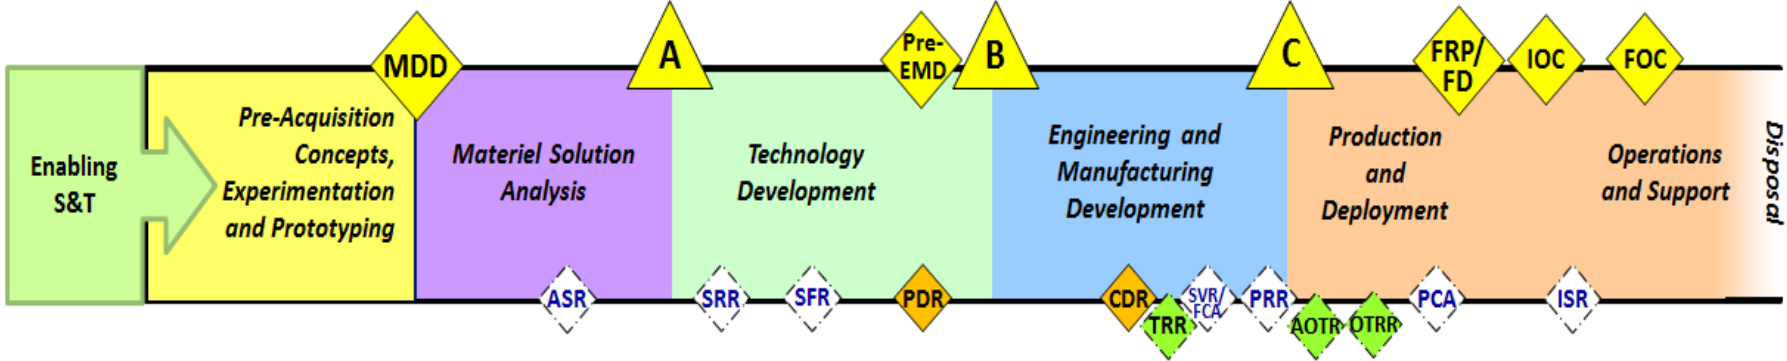 MDD
A
Pre-
EMD
B
C
FRP/
FD
IOC
FOC
Enabling
S&T
Pre-Acquisition
Concepts,
Experimentation
and Prototyping
Materiel Solution
Analysis
Technology
Development
Engineering and
Manufacturing
Development
Production
and
Deployment
Operations
and Support
Disposal
ASR
SRR
SFR
PDR
CDR
TRR
SVR/
FCA
PRR
AOTR
OTRR
PCA
ISR